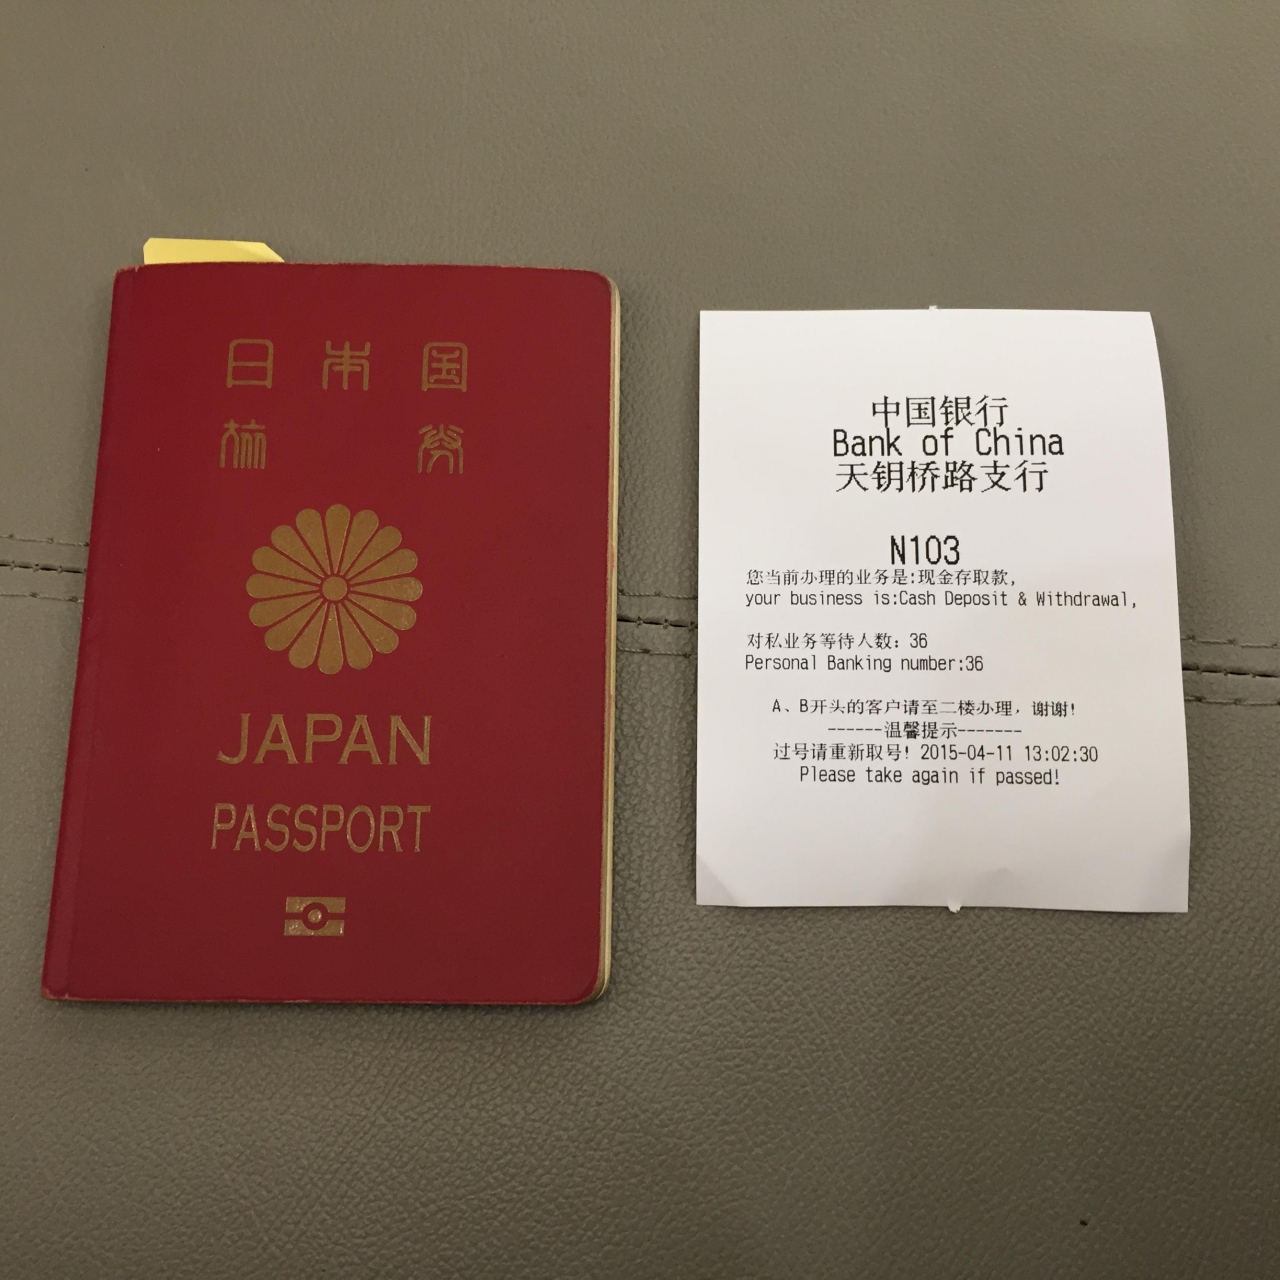 日本国
旅券
JAPAN
PASSPORT
中国银行
Bank of China
天钥桥路支行
N103
您当前办理的业务是:现金存取款,
your business is:Cash Deposit & Withdrawal,
对私业务等待人数: 36
Personal Banking number:36
A、B开头的客户请至二楼办理，谢谢!
------温馨提示-------
过号请重新取号! 2015-04-11 13:02:30
Please take again if passed!